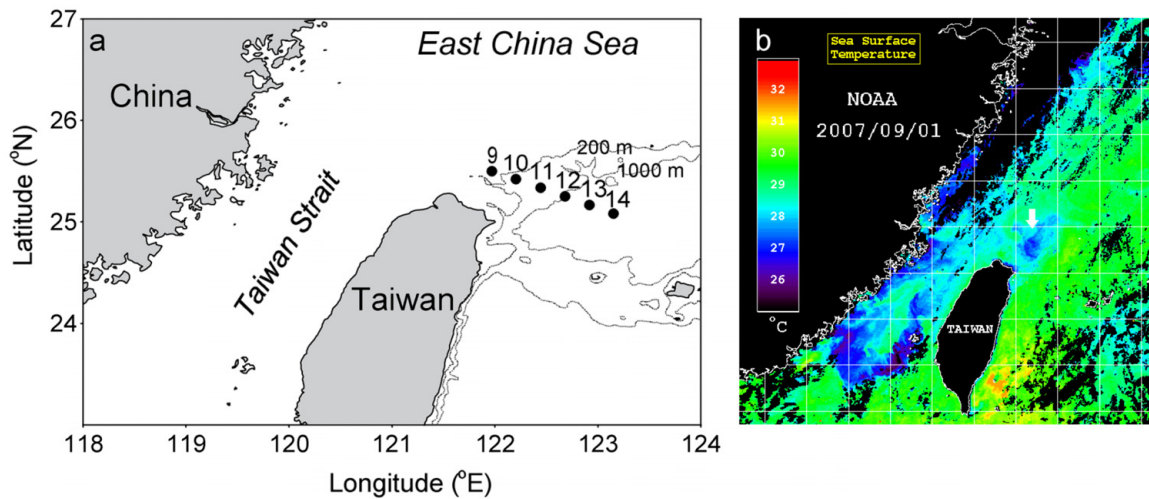 a
East China Sea
China
Taiwan Strait
Taiwan
200 m
1000 m
9
10
11
12
13
14
27
26
25
24
Latitude (°N)
118
119
120
121
122
123
124
Longitude (°E)
b
Sea Surface
Temperature
NOAA
2007/09/01
32
31
30
29
28
27
26
°C
TAIWAN